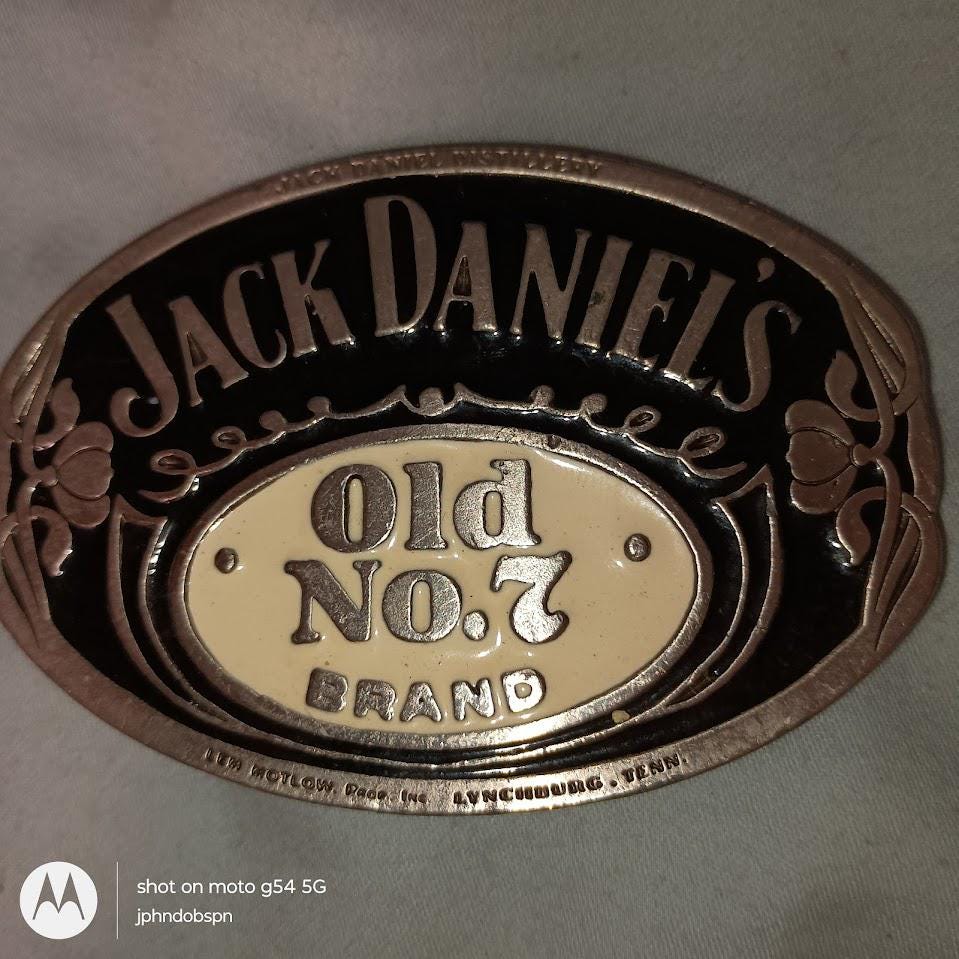 JACK DANIEL DISTILLERY
JACK DANIEL'S
Old
No. 7
BRAND
LEM MOTLOW, PROP. INC LYNCHBURG. TENN.
shot on moto g54 5G
jphndobspn